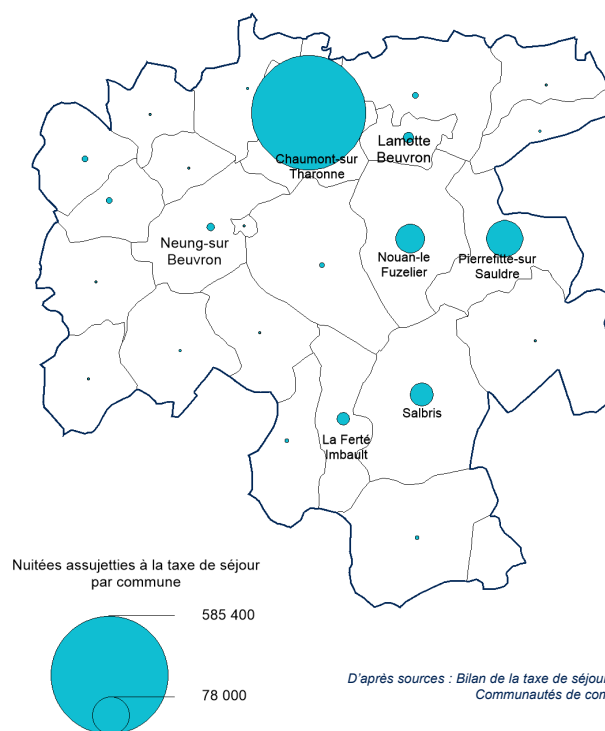 Chaumont-sur
Tharonne
Lamotte
Beuvron
Neung-sur
Beuvron
Nouan-le
Fuzelier
Pierrefitte-sur
Sauldre
Salbris
La Ferté
Imbault
Nuitées assujetties à la taxe de séjour
par commune
585 400
78 000
D'après sources : Bilan de la taxe de séjour
Communautés de com